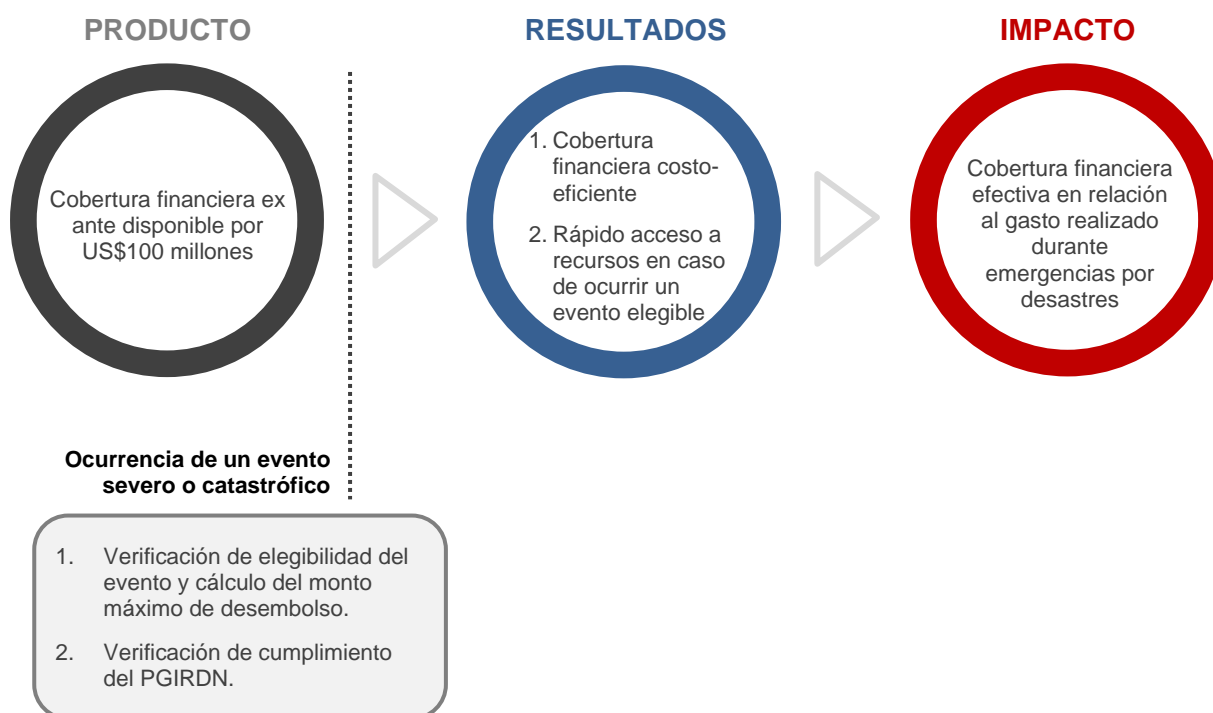 PRODUCTO
Cobertura financiera ex
ante disponible por
US$100 millones
RESULTADOS
1. Cobertura
financiera costo-
eficiente
2. Rápido acceso a
recursos en caso
de ocurrir un
evento elegible
IMPACTO
Cobertura financiera
efectiva en relación
al gasto realizado
durante
emergencias por
desastres
Ocurrencia de un evento
severo o catastrófico
1. Verificación de elegibilidad del
evento y cálculo del monto
máximo de desembolso.
2. Verificación de cumplimiento
del PGIRDN.